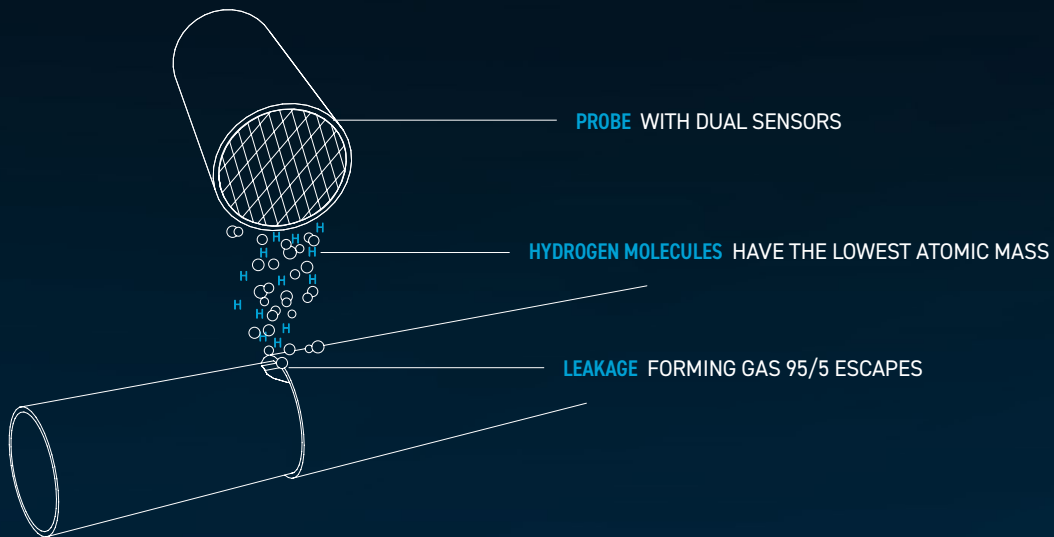 PROBE WITH DUAL SENSORS
H
H H
H H
HYDROGEN MOLECULES HAVE THE LOWEST ATOMIC MASS
H H H
H
H
H
H
H
LEAKAGE FORMING GAS 95/5 ESCAPES